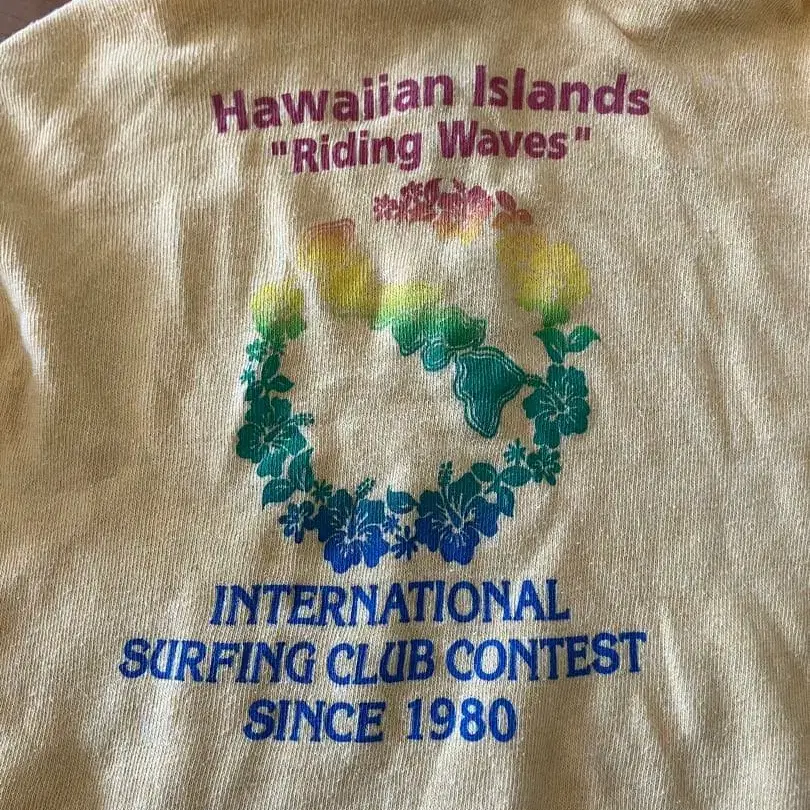 Hawaiian Islands
"Riding Waves"
INTERNATIONAL
SURFING CLUB CONTEST
SINCE 1980